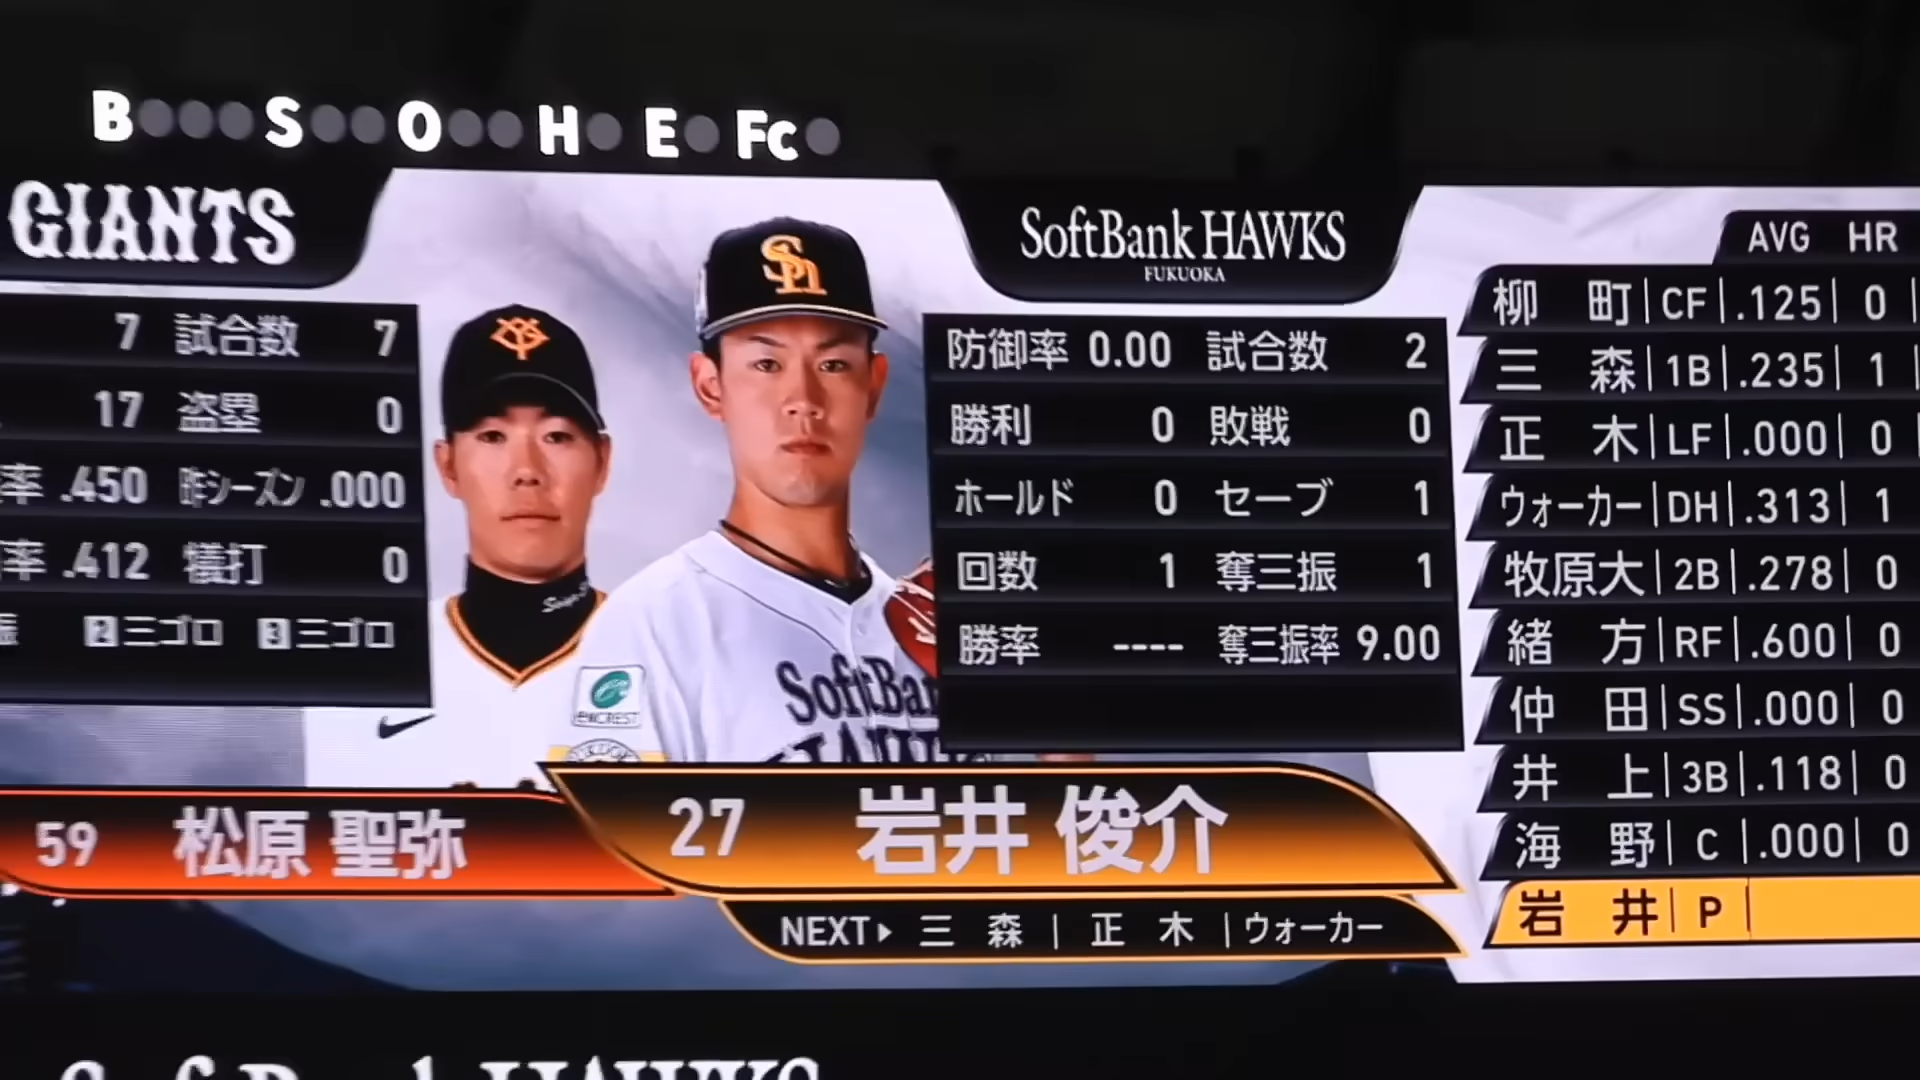 B S O H E Fc
GIANTS
7 試合数 7
17 盗塁 0
率 .450 昨シーズン .000
率 .412 犠打 0
振 2三ゴロ 3三ゴロ
59 松原 聖弥
SoftBank HAWKS
FUKUOKA
防御率 0.00 試合数 2
勝利 0 敗戦 0
ホールド 0 セーブ 1
回数 1 奪三振 1
勝率 ---- 奪三振率 9.00
27 岩井 俊介
NEXT▶ 三 森 | 正 木 | ウォーカー
AVG HR
柳 町 | CF | .125 | 0
三 森 | 1B | .235 | 1
正 木 | LF | .000 | 0
ウォーカー | DH | .313 | 1
牧原大 | 2B | .278 | 0
緒 方 | RF | .600 | 0
仲 田 | SS | .000 | 0
井 上 | 3B | .118 | 0
海 野 | C | .000 | 0
岩 井 | P |
SoftBank HAWKS